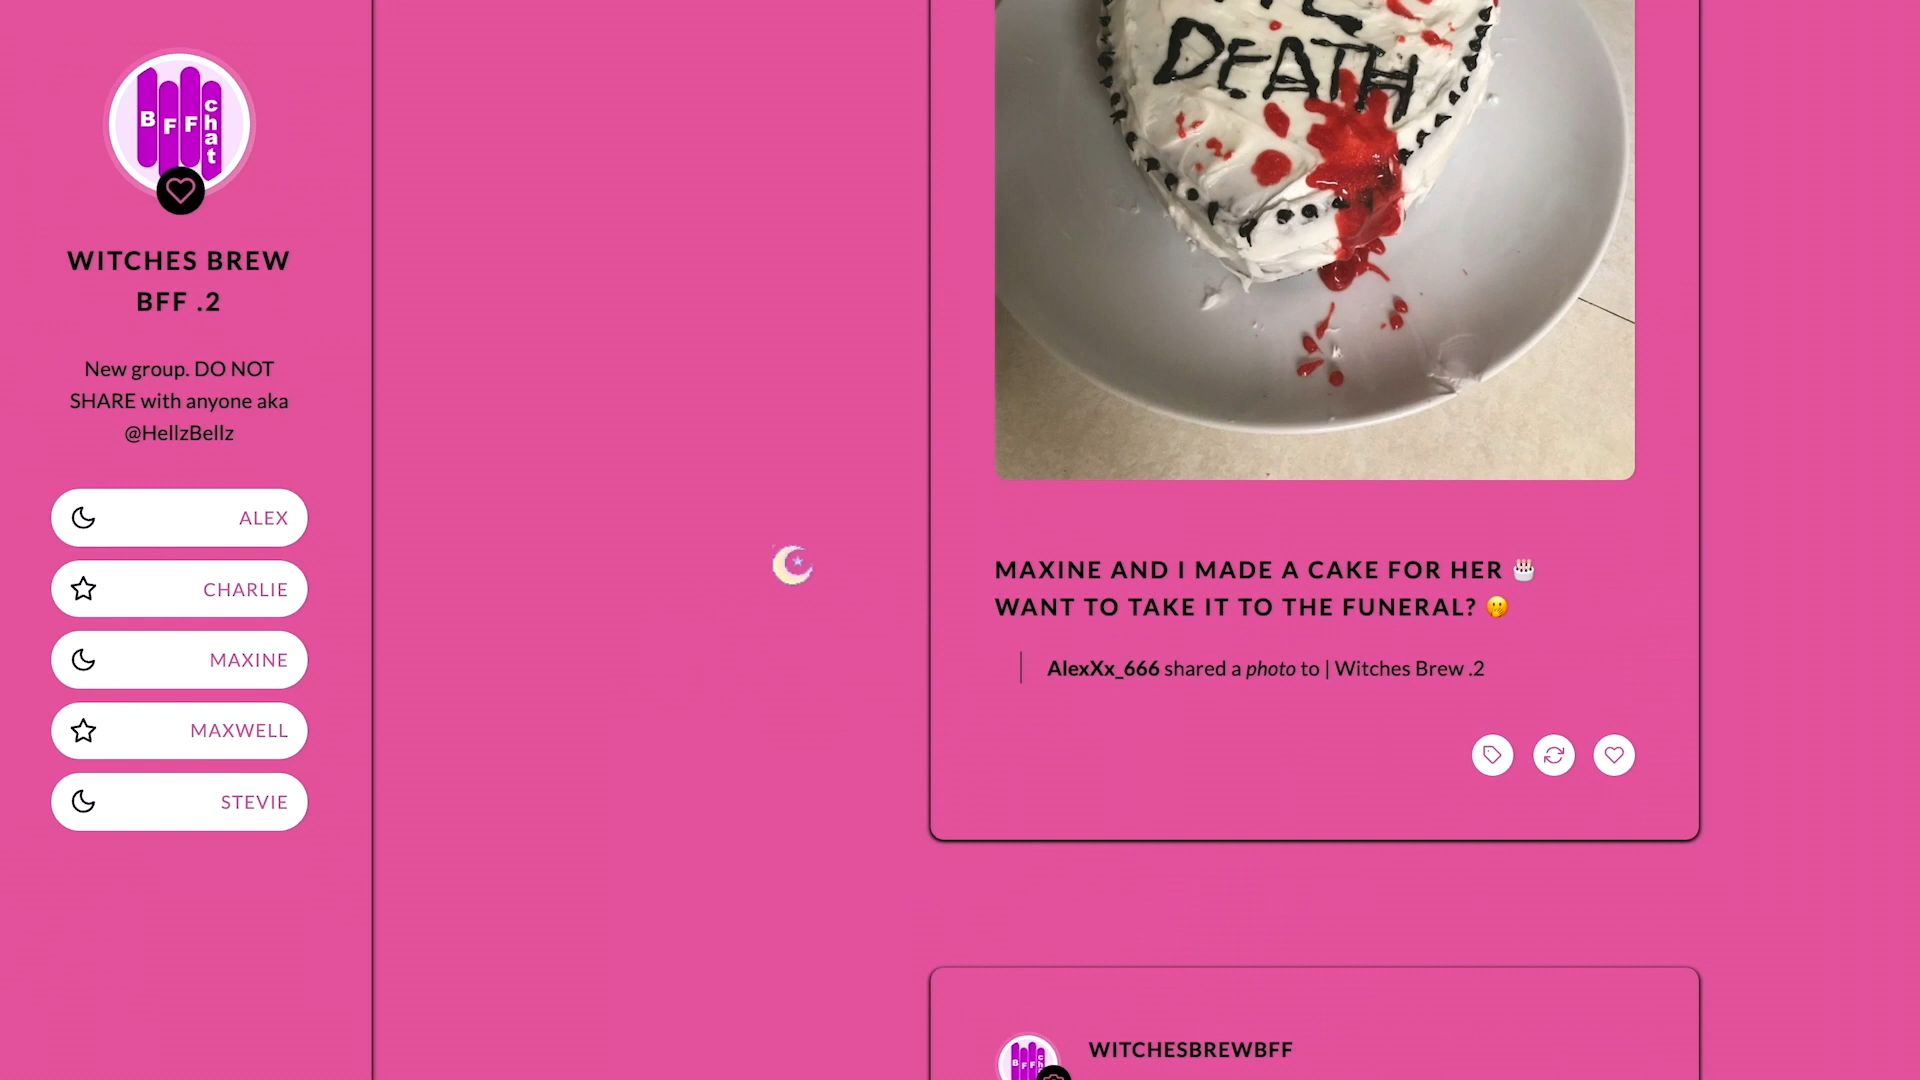 B F F chat
WITCHES BREW
BFF .2
New group. DO NOT
SHARE with anyone aka
@HellzBellz
ALEX
CHARLIE
MAXINE
MAXWELL
STEVIE
DEATH
MAXINE AND I MADE A CAKE FOR HER 🎂
WANT TO TAKE IT TO THE FUNERAL? 🤭
AlexXx_666 shared a photo to | Witches Brew .2
WITCHESBREWBFF
B F F